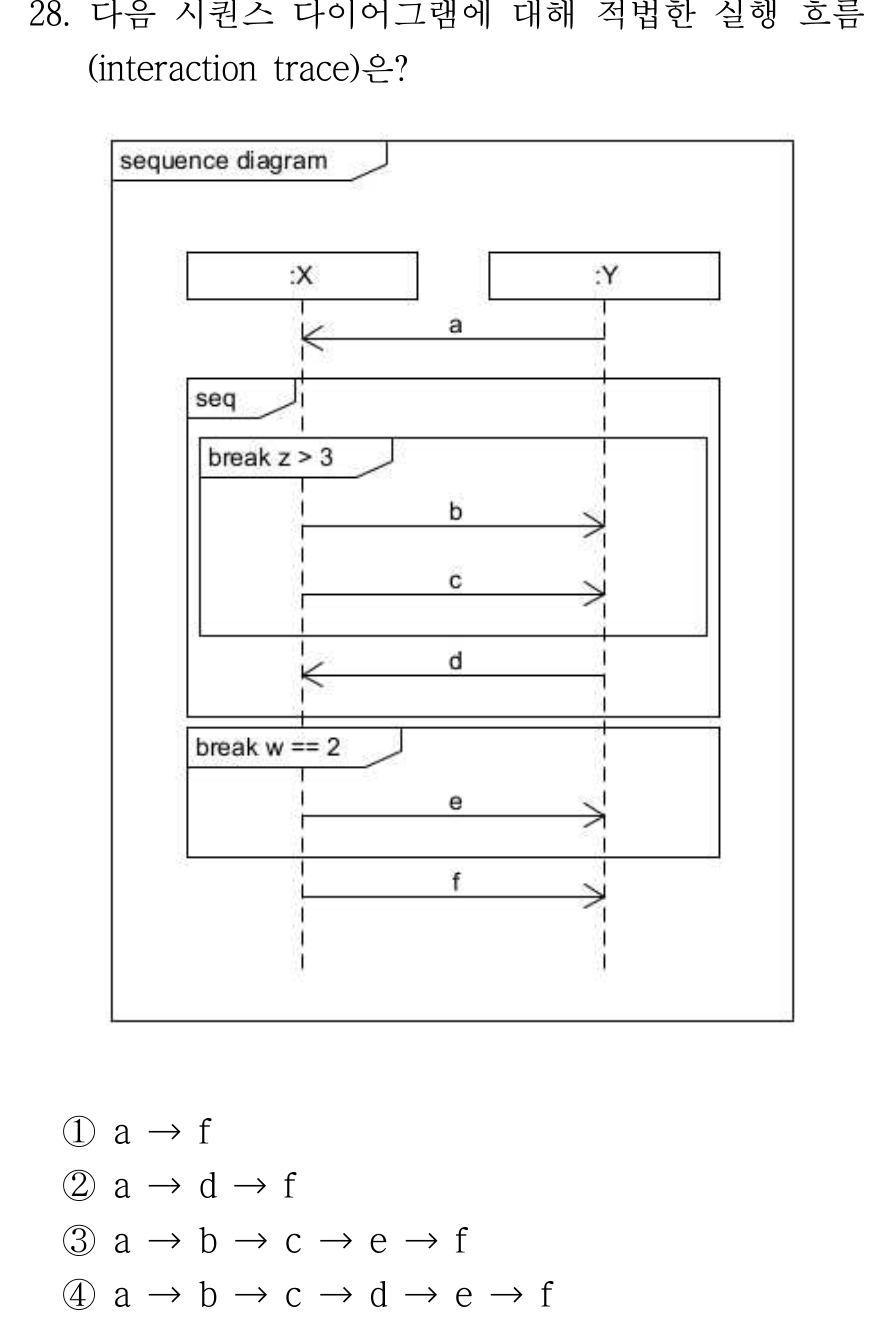 28. 다음 시퀀스 다이어그램에 대해 적법한 실행 흐름
(interaction trace)은?
sequence diagram
:X :Y
a
seq
break z > 3
b
c
d
break w == 2
e
f
① a → f
② a → d → f
③ a → b → c → e → f
④ a → b → c → d → e → f